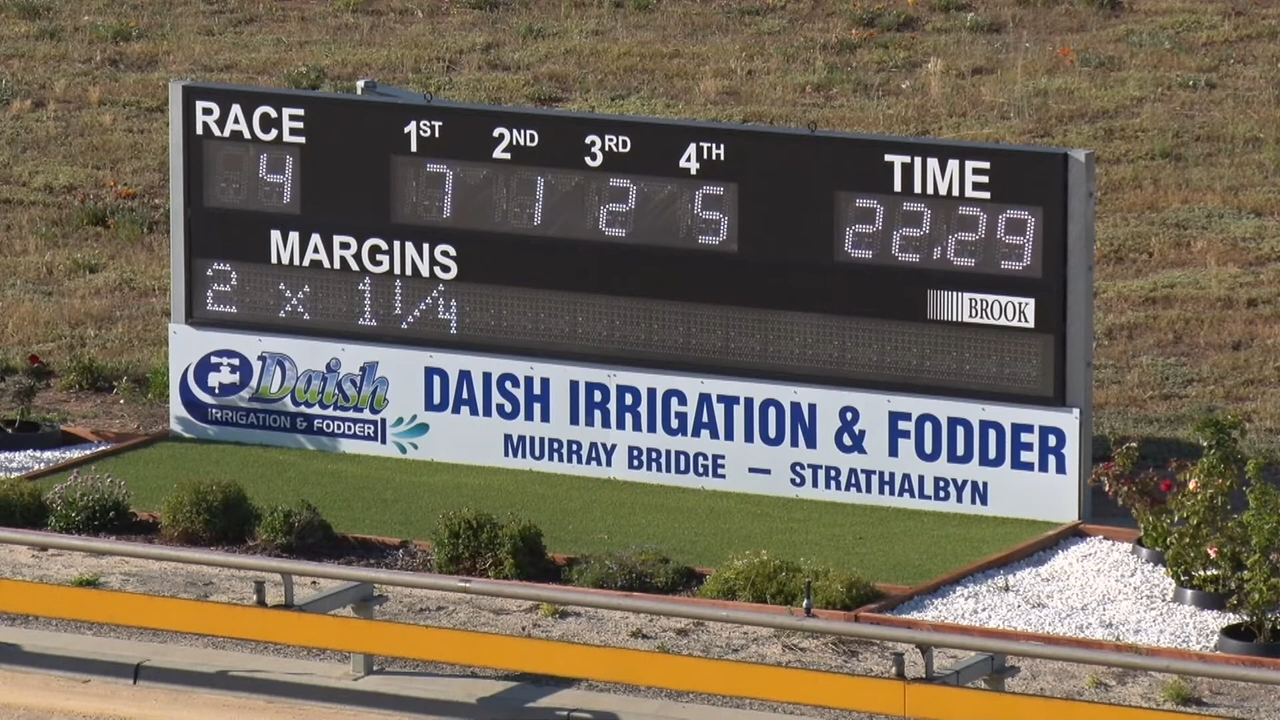 RACE 1ST 2ND 3RD 4TH TIME
4 7 1 2 5 22.29
MARGINS
2 x 1 1/4
BROOK
Daish
IRRIGATION & FODDER
DAISH IRRIGATION & FODDER
MURRAY BRIDGE – STRATHALBYN